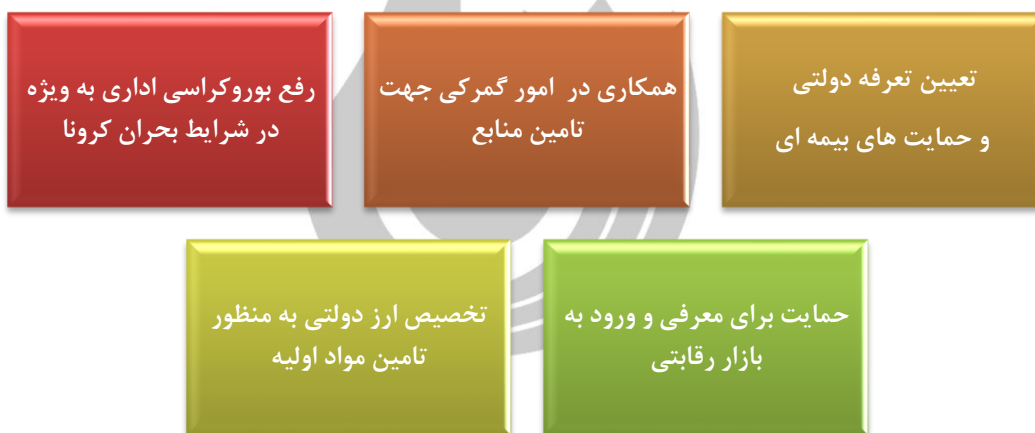 تعیین تعرفه دولتی
و حمایت های بیمه ای
همکاری در امور گمرکی جهت
تامین منابع
رفع بوروکراسی اداری به ویژه
در شرایط بحران کرونا
حمایت برای معرفی و ورود به
بازار رقابتی
تخصیص ارز دولتی به منظور
تامین مواد اولیه